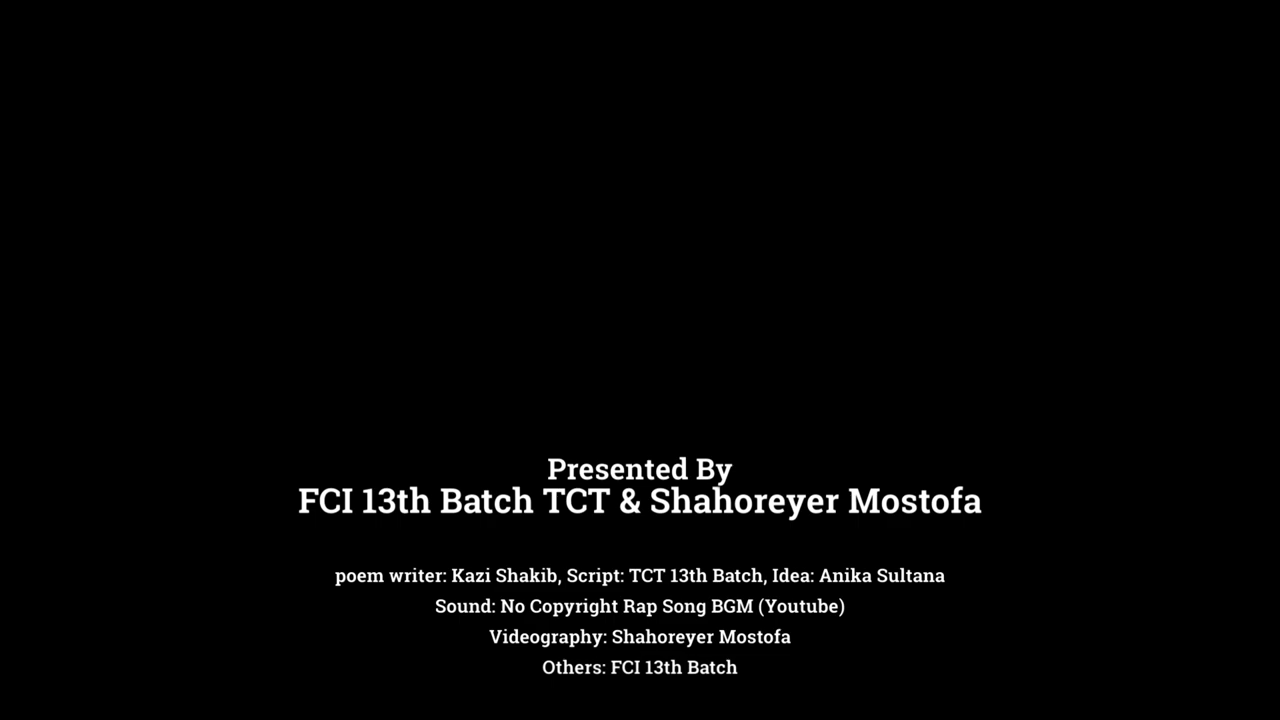 Presented By
FCI 13th Batch TCT & Shahoreyer Mostofa
poem writer: Kazi Shakib, Script: TCT 13th Batch, Idea: Anika Sultana
Sound: No Copyright Rap Song BGM (Youtube)
Videography: Shahoreyer Mostofa
Others: FCI 13th Batch